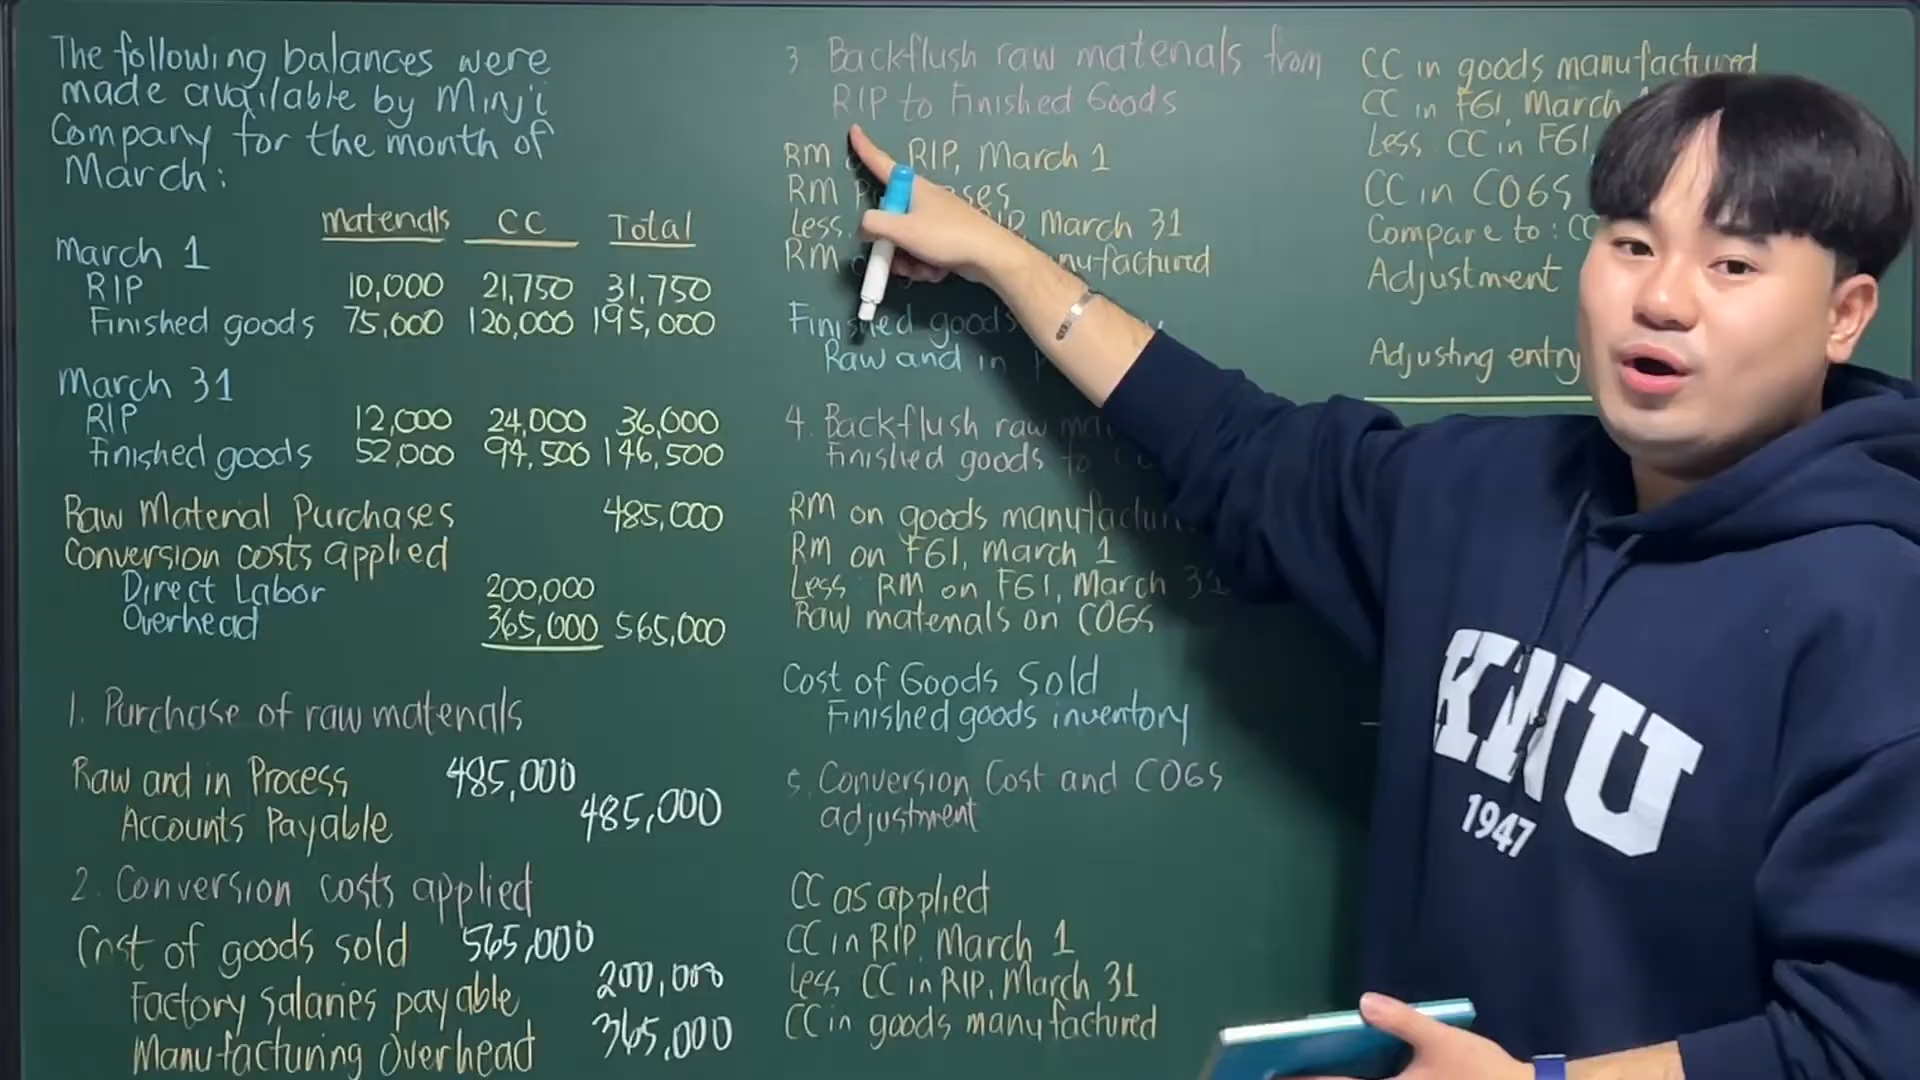 The following balances were
made available by Minji
Company for the month of
March:
Materials CC Total
March 1
RIP 10,000 21,750 31,750
Finished goods 75,000 120,000 195,000
March 31
RIP 12,000 24,000 36,000
Finished goods 52,000 94,500 146,500
Raw Material Purchases 485,000
Conversion costs applied
Direct Labor 200,000
Overhead 365,000 565,000
1. Purchase of raw materials
Raw and in Process 485,000
Accounts Payable 485,000
2. Conversion costs applied
Cost of goods sold 565,000
Factory salaries payable 200,000
Manufacturing Overhead 365,000
3. Backflush raw materials from
RIP to Finished Goods
RM RIP, March 1
RM
Less: RIP, March 31
RM manufactured
Finished goods
Raw and in
4. Backflush raw
Finished goods to
RM on goods
RM on FGI, March 1
Less: RM on FGI, March 31
Raw materials on COGS
Cost of Goods Sold
Finished goods inventory
5. Conversion Cost and COGS
adjustment
CC as applied
CC in RIP, March 1
Less: CC in RIP, March 31
CC in goods manufactured
CC in goods manufactured
CC in FGI, March
Less: CC in FGI,
CC in COGS
Compare to:
Adjustment
Adjusting entry
KNU
1947